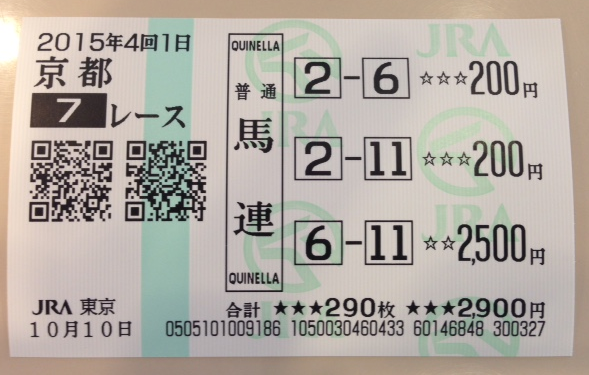 2015年4回1日
京都
7レース
JRA 東京
10月10日
QUINELLA
普通
馬連
QUINELLA
JRA
JRA
JRA
2-6 ☆☆☆200円
2-11 ☆☆☆200円
6-11 ☆☆2,500円
合計 ★★★290枚 ★★★2,900円
0505101009186 1050030460433 60146848 300327